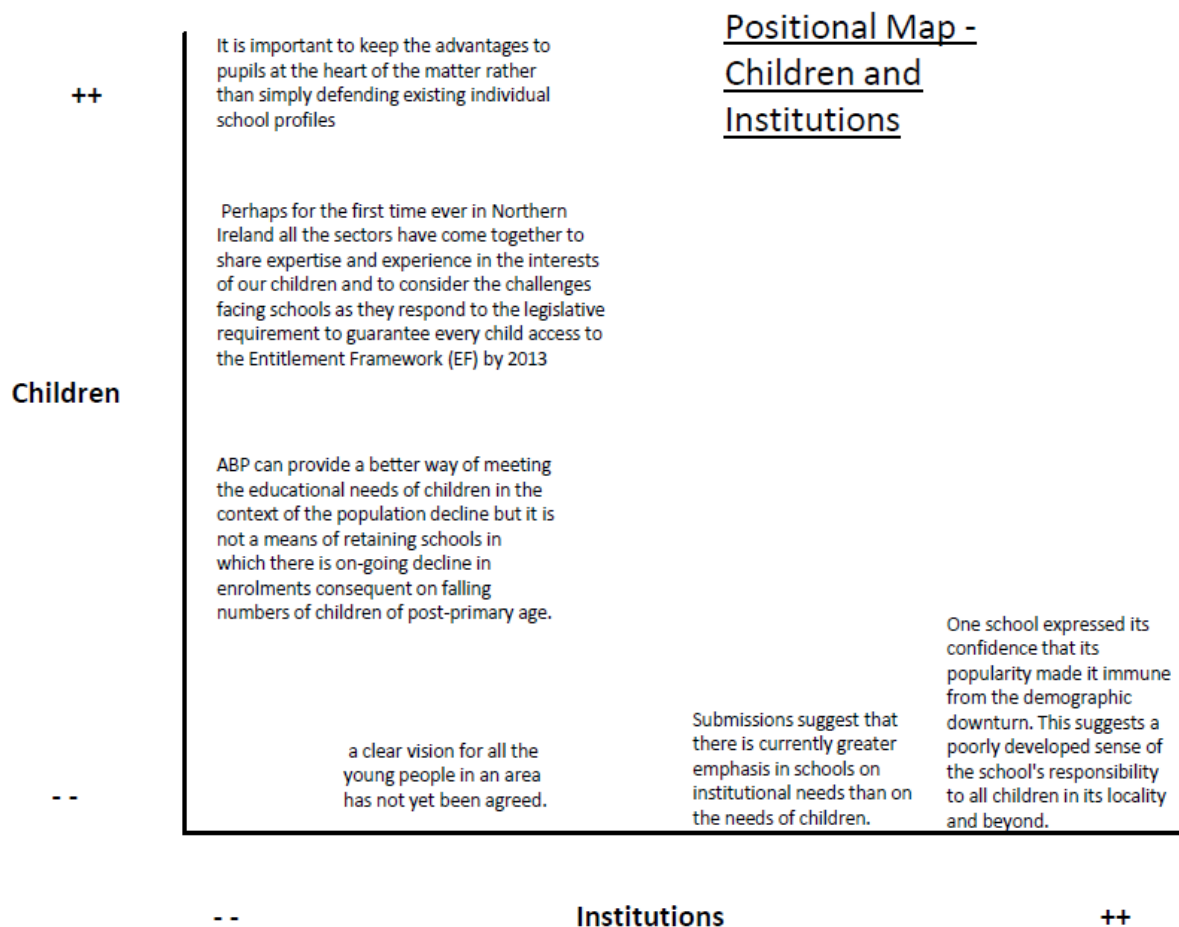 Positional Map -
Children and
Institutions
++
It is important to keep the advantages to
pupils at the heart of the matter rather
than simply defending existing individual
school profiles
Perhaps for the first time ever in Northern
Ireland all the sectors have come together to
share expertise and experience in the interests
of our children and to consider the challenges
facing schools as they respond to the legislative
requirement to guarantee every child access to
the Entitlement Framework (EF) by 2013
Children
ABP can provide a better way of meeting
the educational needs of children in the
context of the population decline but it is
not a means of retaining schools in
which there is on-going decline in
enrolments consequent on falling
numbers of children of post-primary age.
a clear vision for all the
young people in an area
has not yet been agreed.
Submissions suggest that
there is currently greater
emphasis in schools on
institutional needs than on
the needs of children.
One school expressed its
confidence that its
popularity made it immune
from the demographic
downturn. This suggests a
poorly developed sense of
the school's responsibility
to all children in its locality
and beyond.
- -
- -
Institutions
++